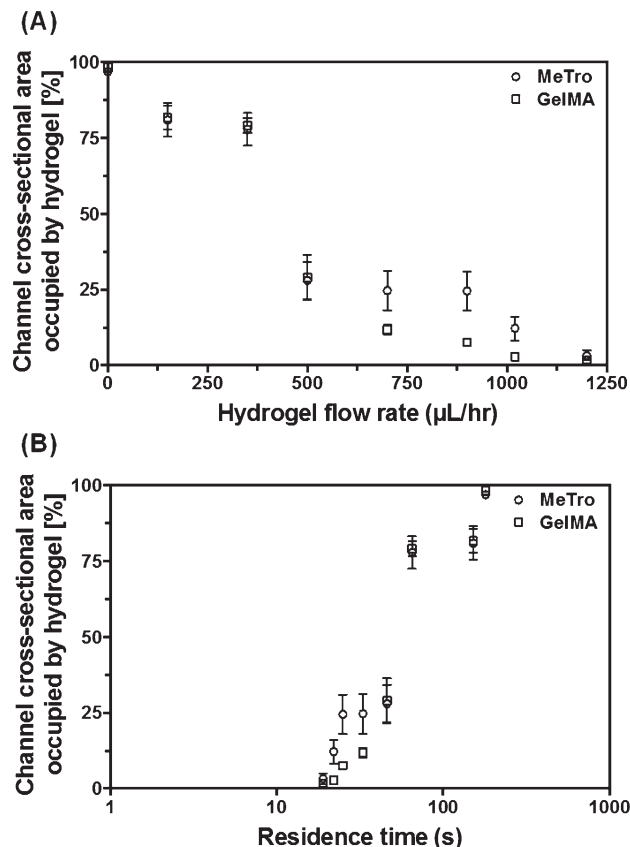 (A)
Channel cross-sectional area
occupied by hydrogel [%]
100
75
50
25
0
MeTro
GelMA
0 250 500 750 1000 1250
Hydrogel flow rate (µL/hr)
(B)
Channel cross-sectional area
occupied by hydrogel [%]
100
75
50
25
0
MeTro
GelMA
1 10 100 1000
Residence time (s)